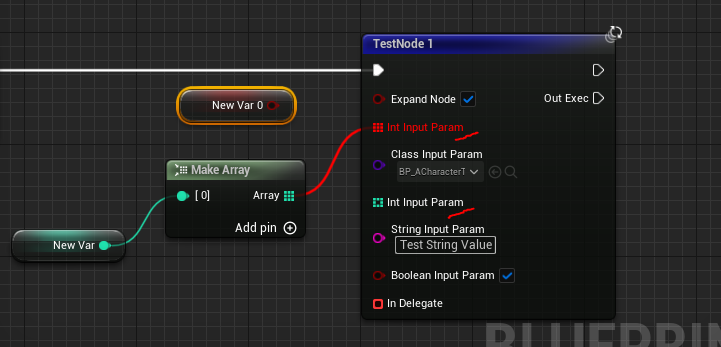 TestNode 1
New Var 0
Expand Node
Out Exec
Int Input Param
Class Input Param
BP_ACharacterT
Make Array
[ 0]
Array
Add pin
Int Input Param
String Input Param
Test String Value
New Var
Boolean Input Param
In Delegate
BLUEPRIN